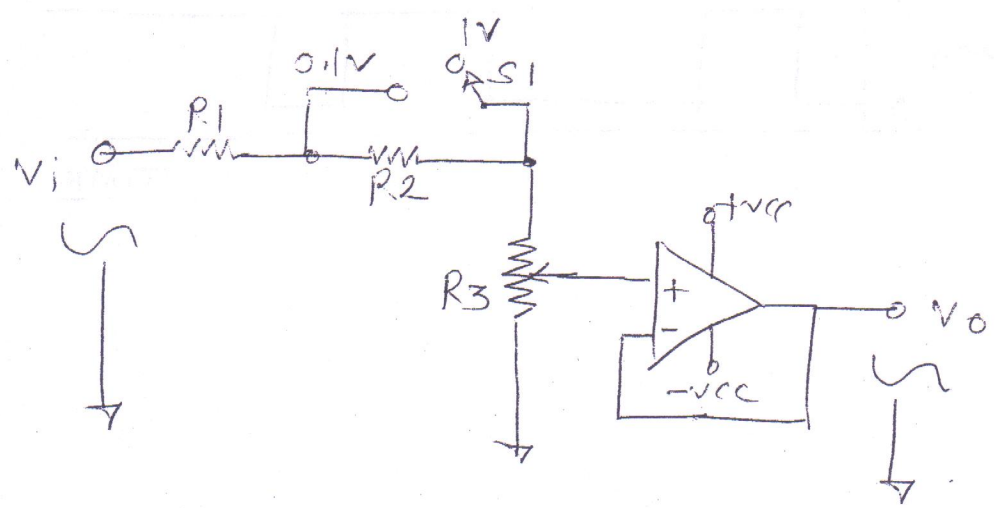 1V
0.1V
S1
R1
Vi
R2
+VCC
R3
+
-
Vo
-VCC